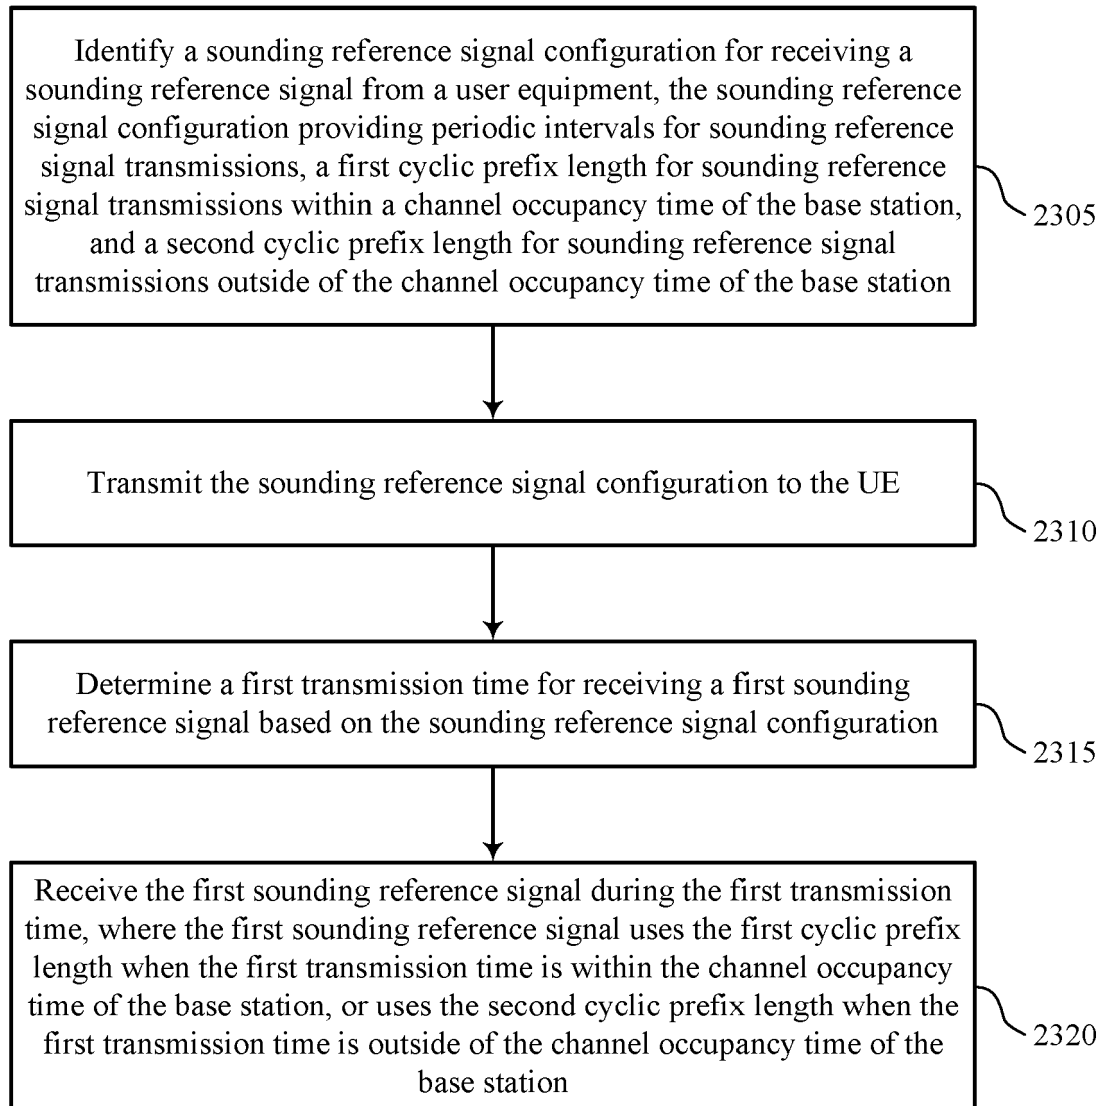 Identify a sounding reference signal configuration for receiving a
sounding reference signal from a user equipment, the sounding reference
signal configuration providing periodic intervals for sounding reference
signal transmissions, a first cyclic prefix length for sounding reference
signal transmissions within a channel occupancy time of the base station,
and a second cyclic prefix length for sounding reference signal
transmissions outside of the channel occupancy time of the base station
2305
Transmit the sounding reference signal configuration to the UE
2310
Determine a first transmission time for receiving a first sounding
reference signal based on the sounding reference signal configuration
2315
Receive the first sounding reference signal during the first transmission
time, where the first sounding reference signal uses the first cyclic prefix
length when the first transmission time is within the channel occupancy
time of the base station, or uses the second cyclic prefix length when the
first transmission time is outside of the channel occupancy time of the
base station
2320